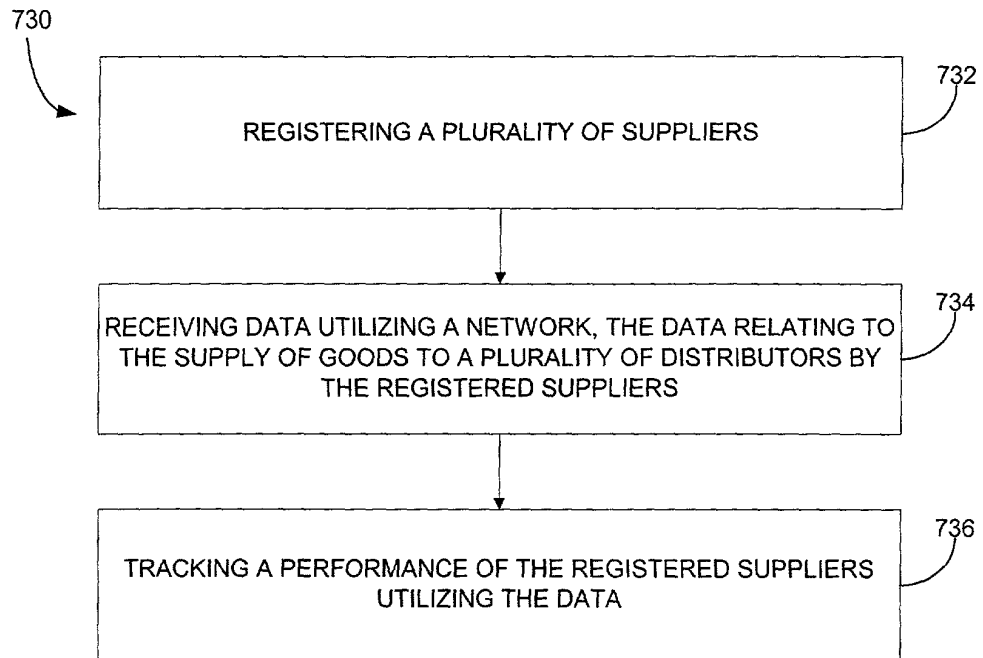 730
732
REGISTERING A PLURALITY OF SUPPLIERS
734
RECEIVING DATA UTILIZING A NETWORK, THE DATA RELATING TO
THE SUPPLY OF GOODS TO A PLURALITY OF DISTRIBUTORS BY
THE REGISTERED SUPPLIERS
736
TRACKING A PERFORMANCE OF THE REGISTERED SUPPLIERS
UTILIZING THE DATA